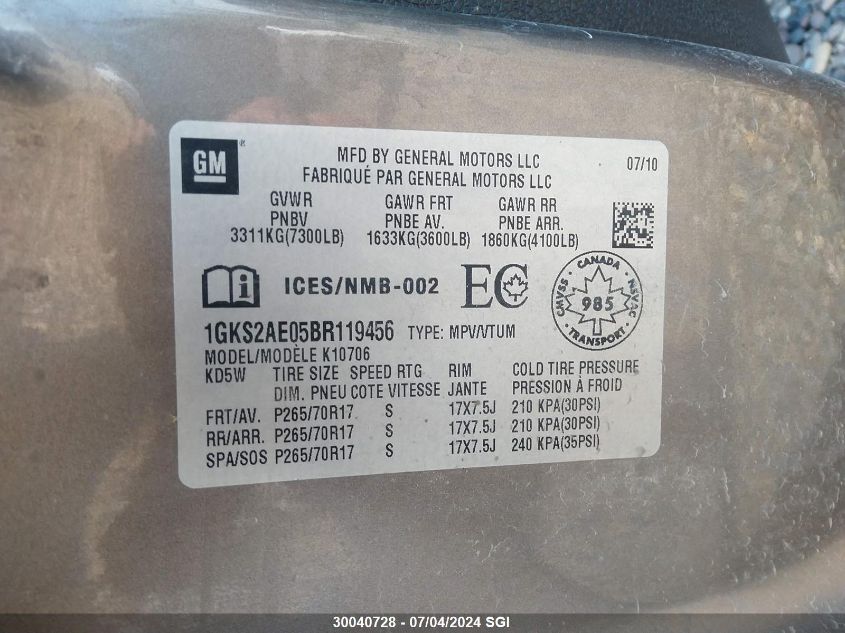 GM
MFD BY GENERAL MOTORS LLC 07/10
FABRIQUÉ PAR GENERAL MOTORS LLC
GVWR GAWR FRT GAWR RR
PNBV PNBE AV. PNBE ARR.
3311KG(7300LB) 1633KG(3600LB) 1860KG(4100LB)
i ICES/NMB-002 EC CANADA CMVSS 985 NSVAC TRANSPORT
1GKS2AE05BR119456 TYPE: MPV/VTUM
MODEL/MODÈLE K10706
KD5W TIRE SIZE SPEED RTG RIM COLD TIRE PRESSURE
DIM. PNEU COTE VITESSE JANTE PRESSION À FROID
FRT/AV. P265/70R17 S 17X7.5J 210 KPA(30PSI)
RR/ARR. P265/70R17 S 17X7.5J 210 KPA(30PSI)
SPA/SOS P265/70R17 S 17X7.5J 240 KPA(35PSI)
30040728 - 07/04/2024 SGI